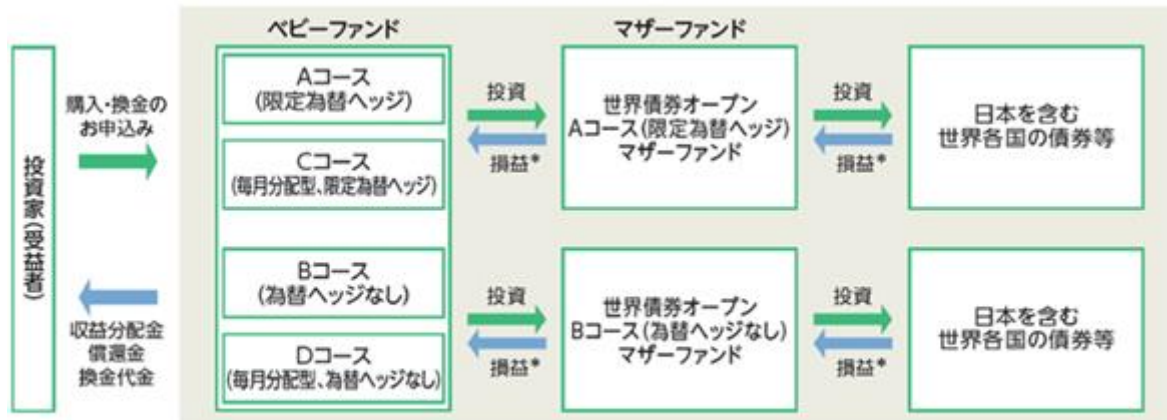 ベビーファンド
マザーファンド
投資家(受益者)
購入・換金の
お申込み
収益分配金
償還金
換金代金
Aコース
(限定為替ヘッジ)
Cコース
(毎月分配型、限定為替ヘッジ)
Bコース
(為替ヘッジなし)
Dコース
(毎月分配型、為替ヘッジなし)
投資
損益*
世界債券オープン
Aコース(限定為替ヘッジ)
マザーファンド
投資
損益*
日本を含む
世界各国の債券等
投資
損益*
世界債券オープン
Bコース(為替ヘッジなし)
マザーファンド
投資
損益*
日本を含む
世界各国の債券等